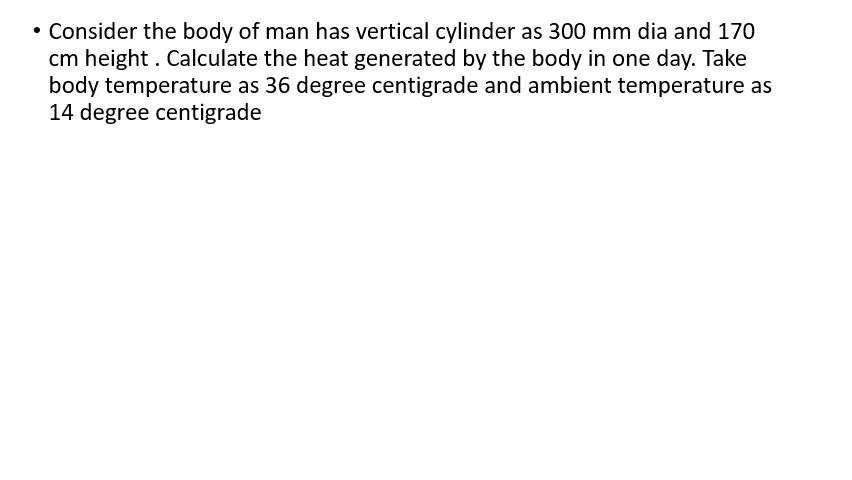 • Consider the body of man has vertical cylinder as 300 mm dia and 170
cm height . Calculate the heat generated by the body in one day. Take
body temperature as 36 degree centigrade and ambient temperature as
14 degree centigrade